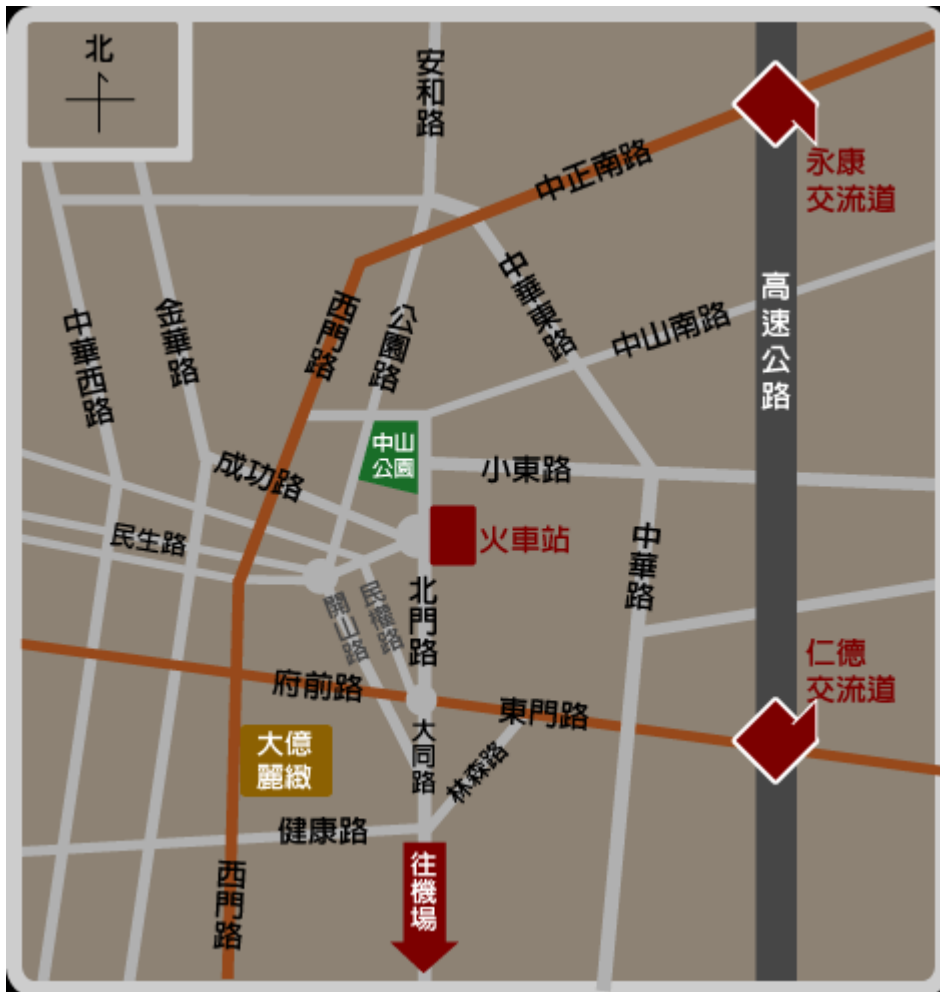 北
安和路
中正南路
永康
交流道
中華東路
高速公路
西門路
公園路
金華路
中華西路
中山南路
中山
公園
成功路
小東路
民生路
火車站
中華路
北門路
民權路
開山路
仁德
交流道
府前路
東門路
大億
麗緻
大同路
林森路
健康路
往機場
西門路